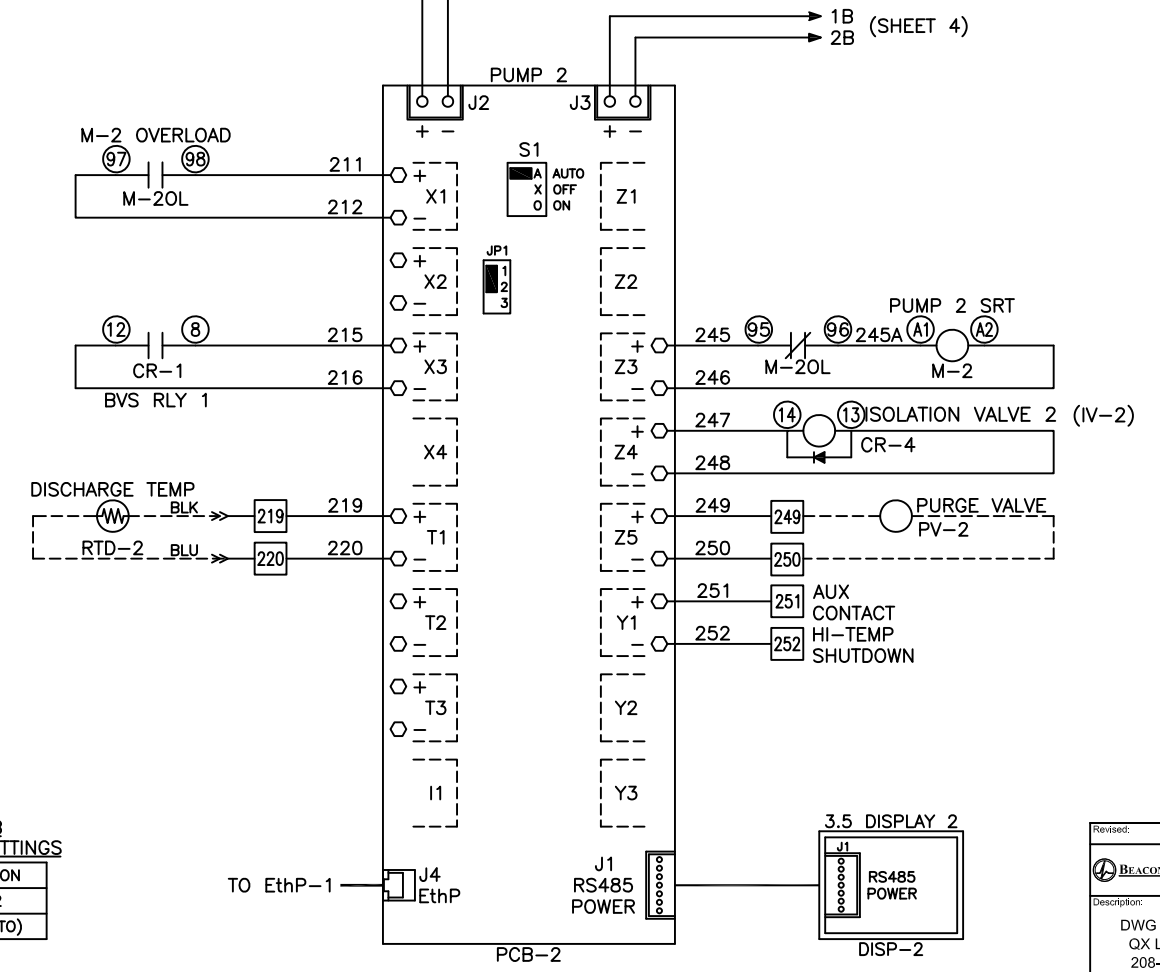 1B (SHEET 4)
2B
PUMP 2
J2
J3
+ −
+ −
M-2 OVERLOAD
97 98
M-2OL
211
212
+ X1 −
S1
A AUTO
X OFF
O ON
Z1
+ X2 −
JP1
1
2
3
Z2
12 8
CR-1
BVS RLY 1
215
216
+ X3 −
PUMP 2 SRT
+ Z3 −
245 95 96 245A A1 A2
M-2OL M-2
246
X4
+ Z4 −
247 14 13 ISOLATION VALVE 2 (IV-2)
CR-4
248
DISCHARGE TEMP
BLK 219 219
RTD-2 BLU 220 220
+ T1 −
+ Z5 −
249 249 PURGE VALVE
PV-2
250 250
+ T2 −
+ Y1 −
251 251 AUX
CONTACT
252 252 HI-TEMP
SHUTDOWN
+ T3 −
Y2
I1
Y3
TTINGS
ON
TO)
TO EthP-1
J4
EthP
J1
RS485
POWER
3.5 DISPLAY 2
J1
RS485
POWER
DISP-2
PCB-2
Revised:
BEACON
Description:
DWG
QX L
208-